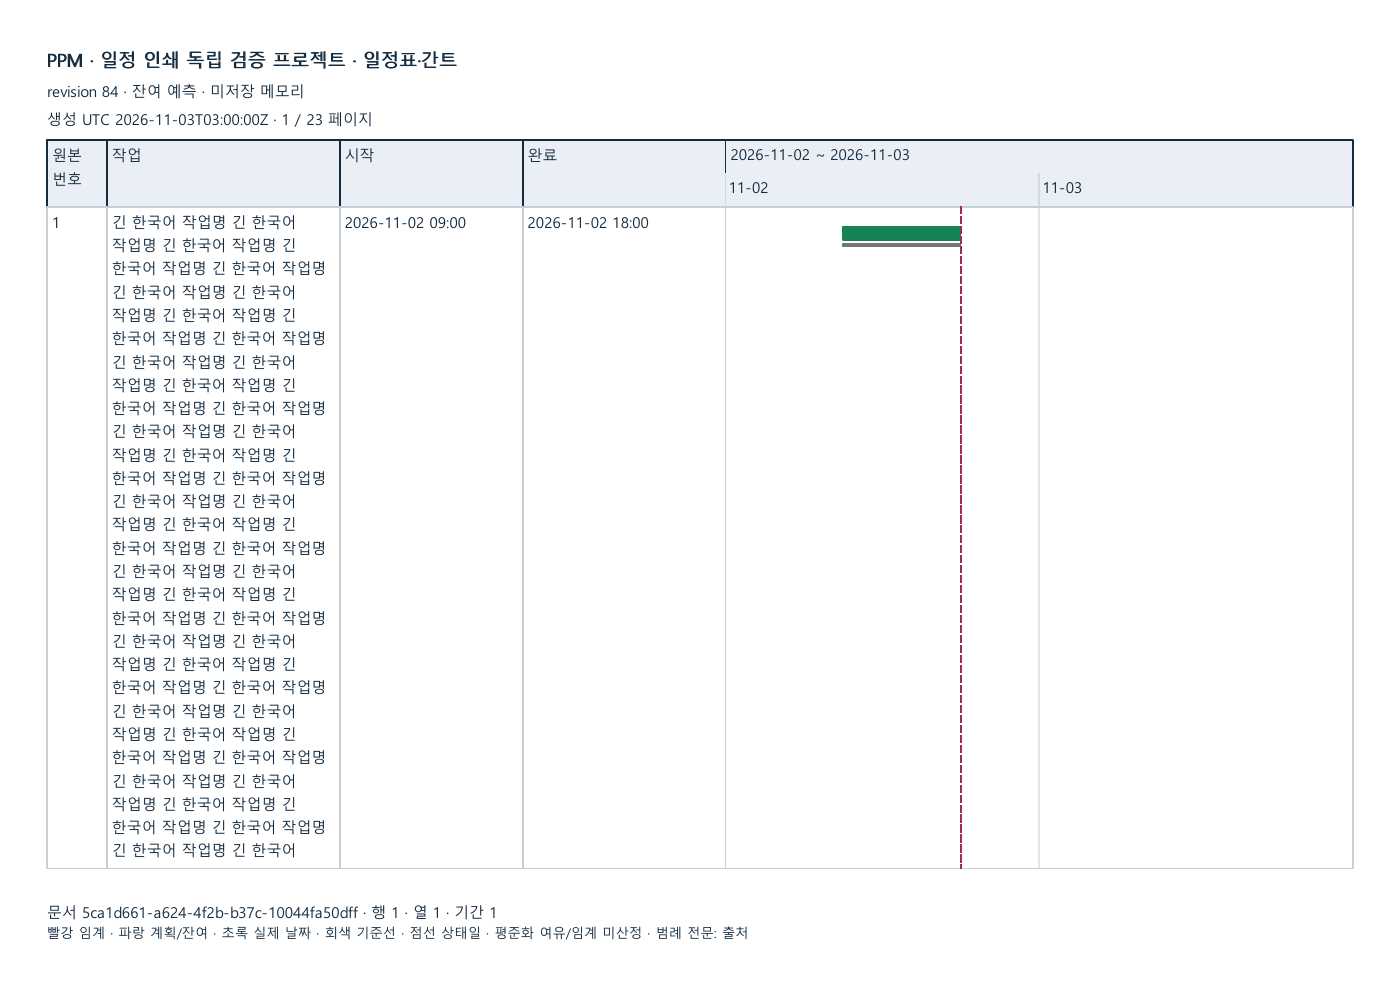 PPM · 일정 인쇄 독립 검증 프로젝트 · 일정표·간트
revision 84 · 잔여 예측 · 미저장 메모리
생성 UTC 2026-11-03T03:00:00Z · 1 / 23 페이지
원본 번호
작업
시작
완료
2026-11-02 ~ 2026-11-03
11-02
11-03
1
긴 한국어 작업명 긴 한국어
2026-11-02 09:00
2026-11-02 18:00
작업명 긴 한국어 작업명 긴
한국어 작업명 긴 한국어 작업명
긴 한국어 작업명 긴 한국어
작업명 긴 한국어 작업명 긴
한국어 작업명 긴 한국어 작업명
긴 한국어 작업명 긴 한국어
작업명 긴 한국어 작업명 긴
한국어 작업명 긴 한국어 작업명
긴 한국어 작업명 긴 한국어
작업명 긴 한국어 작업명 긴
한국어 작업명 긴 한국어 작업명
긴 한국어 작업명 긴 한국어
작업명 긴 한국어 작업명 긴
한국어 작업명 긴 한국어 작업명
긴 한국어 작업명 긴 한국어
작업명 긴 한국어 작업명 긴
한국어 작업명 긴 한국어 작업명
긴 한국어 작업명 긴 한국어
작업명 긴 한국어 작업명 긴
한국어 작업명 긴 한국어 작업명
긴 한국어 작업명 긴 한국어
작업명 긴 한국어 작업명 긴
한국어 작업명 긴 한국어 작업명
긴 한국어 작업명 긴 한국어
작업명 긴 한국어 작업명 긴
한국어 작업명 긴 한국어 작업명
긴 한국어 작업명 긴 한국어
문서 5ca1d661-a624-4f2b-b37c-10044fa50dff · 행 1 · 열 1 · 기간 1
빨강 임계 · 파랑 계획/잔여 · 초록 실제 날짜 · 회색 기준선 · 점선 상태일 · 평준화 여유/임계 미산정 · 범례 전문: 출처